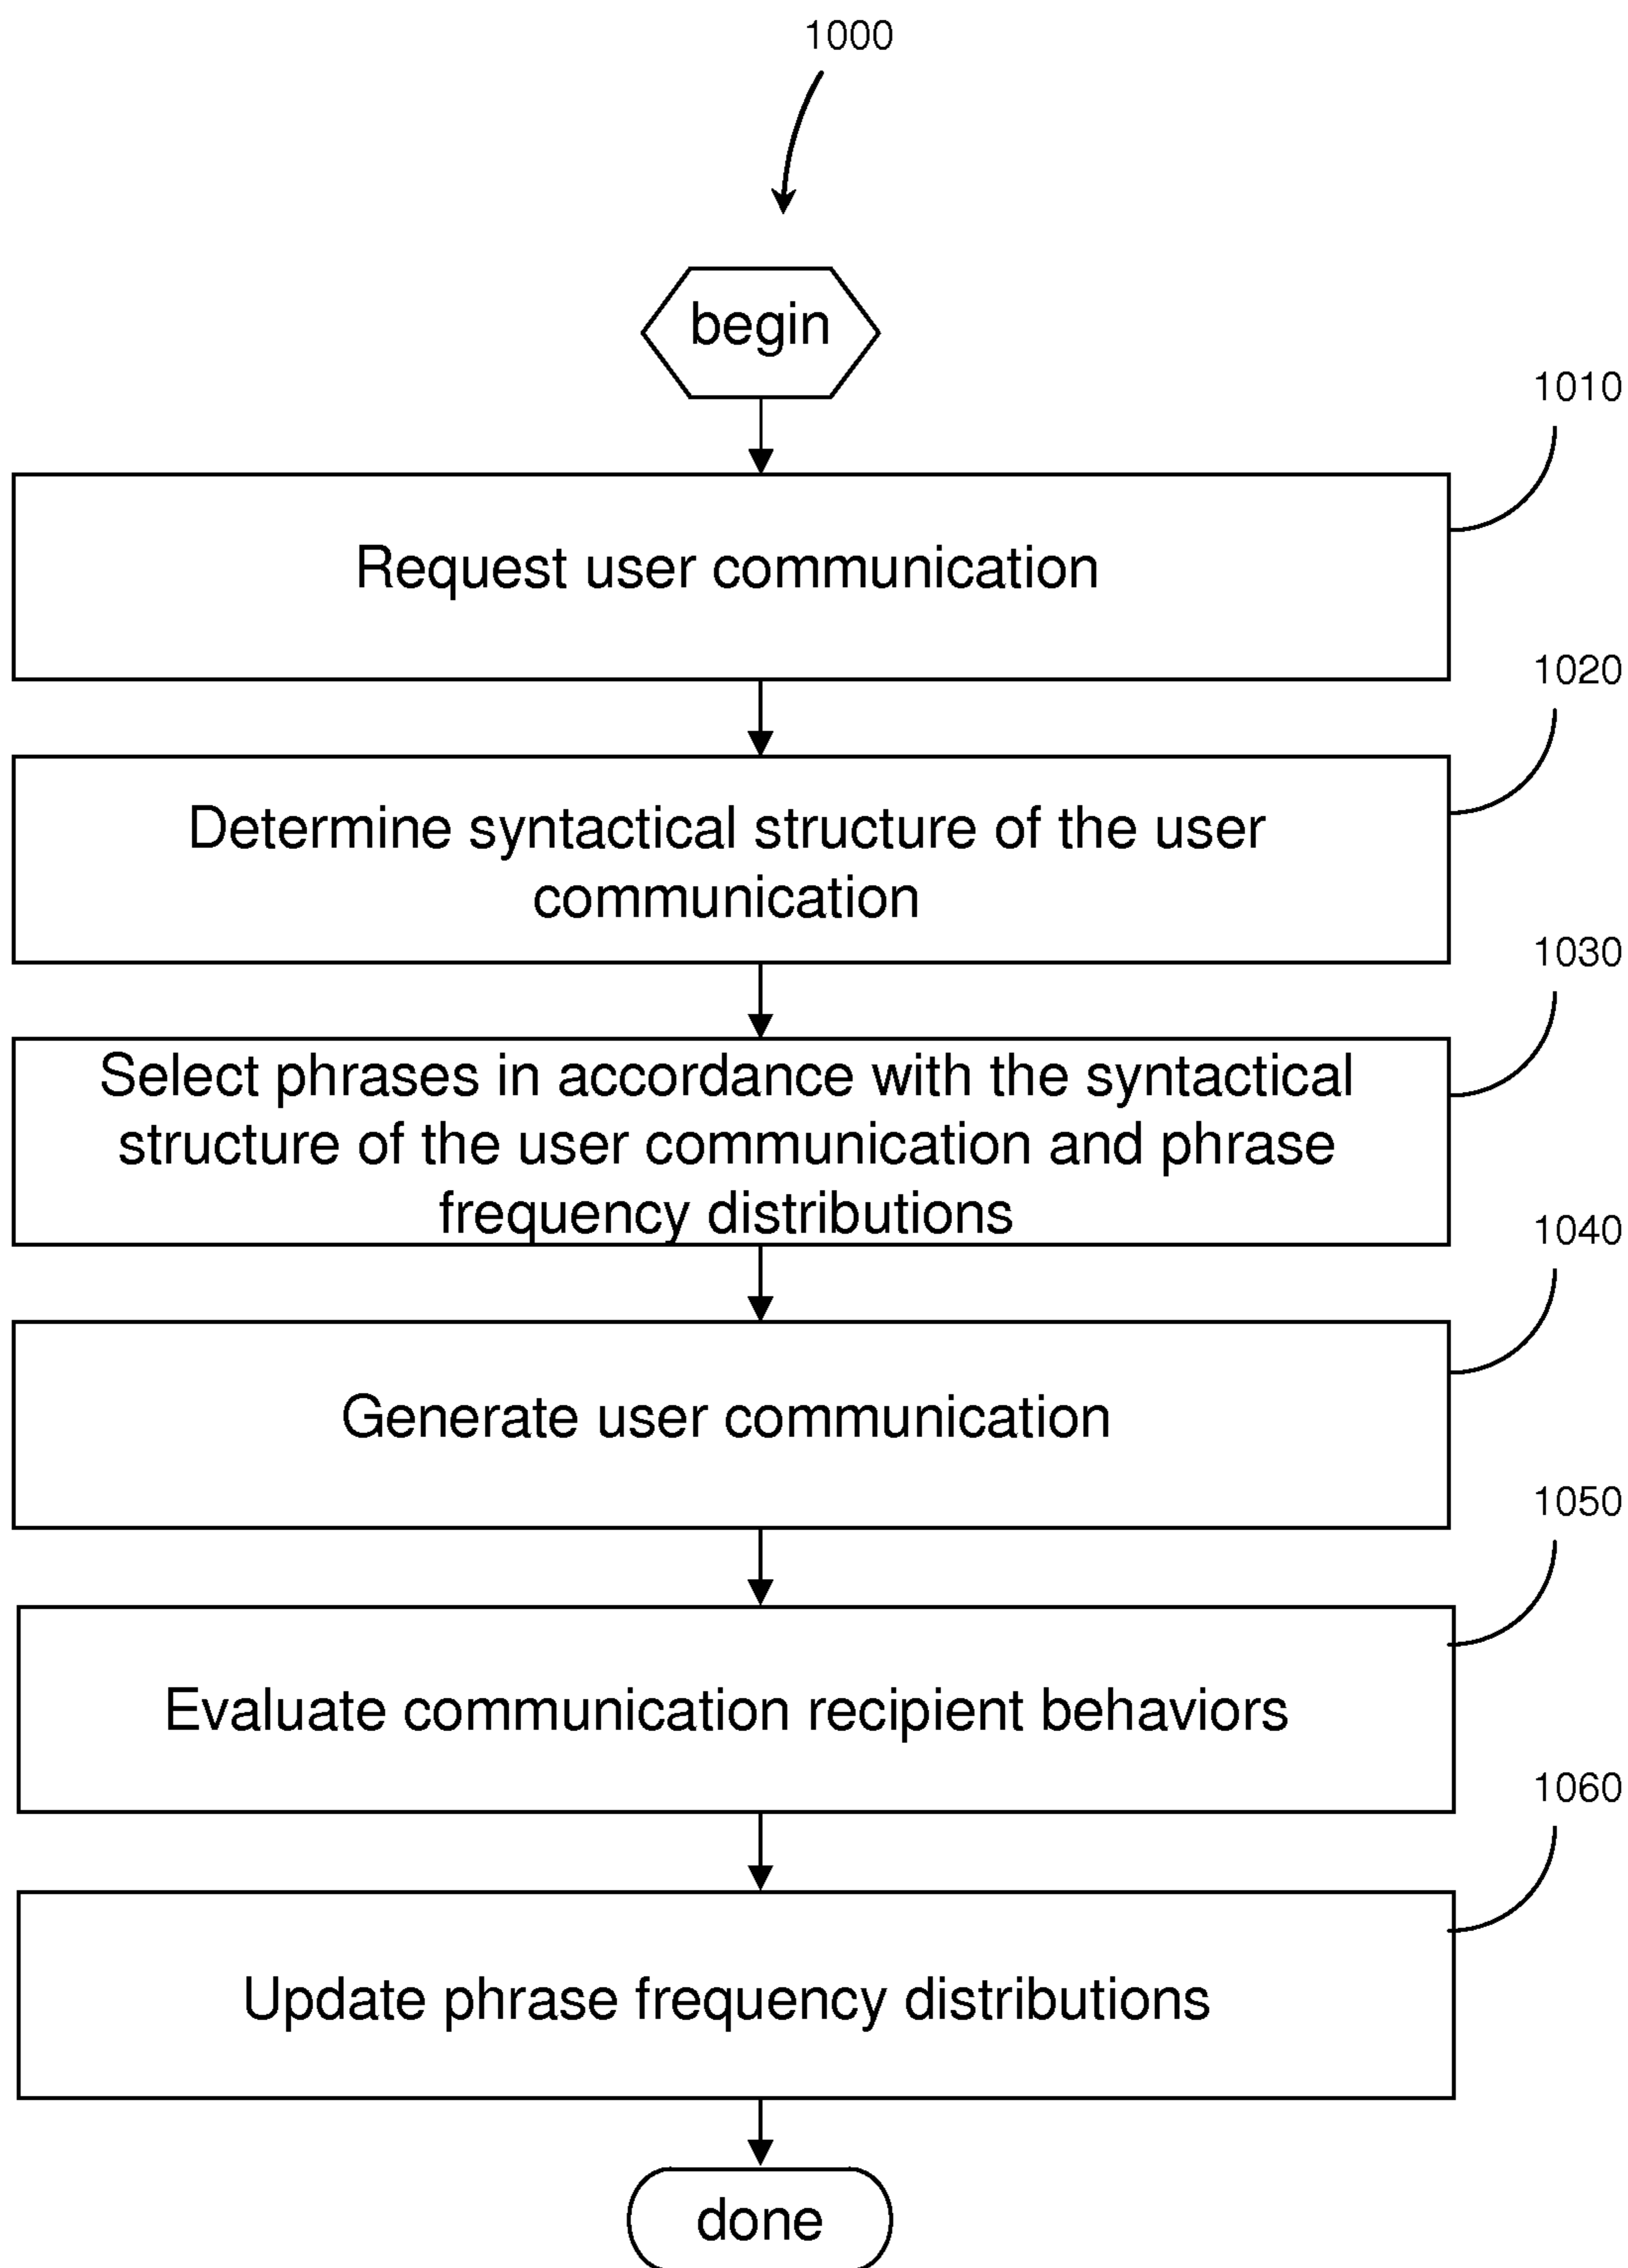 1000
begin
1010
Request user communication
1020
Determine syntactical structure of the user
communication
1030
Select phrases in accordance with the syntactical
structure of the user communication and phrase
frequency distributions
1040
Generate user communication
1050
Evaluate communication recipient behaviors
1060
Update phrase frequency distributions
done